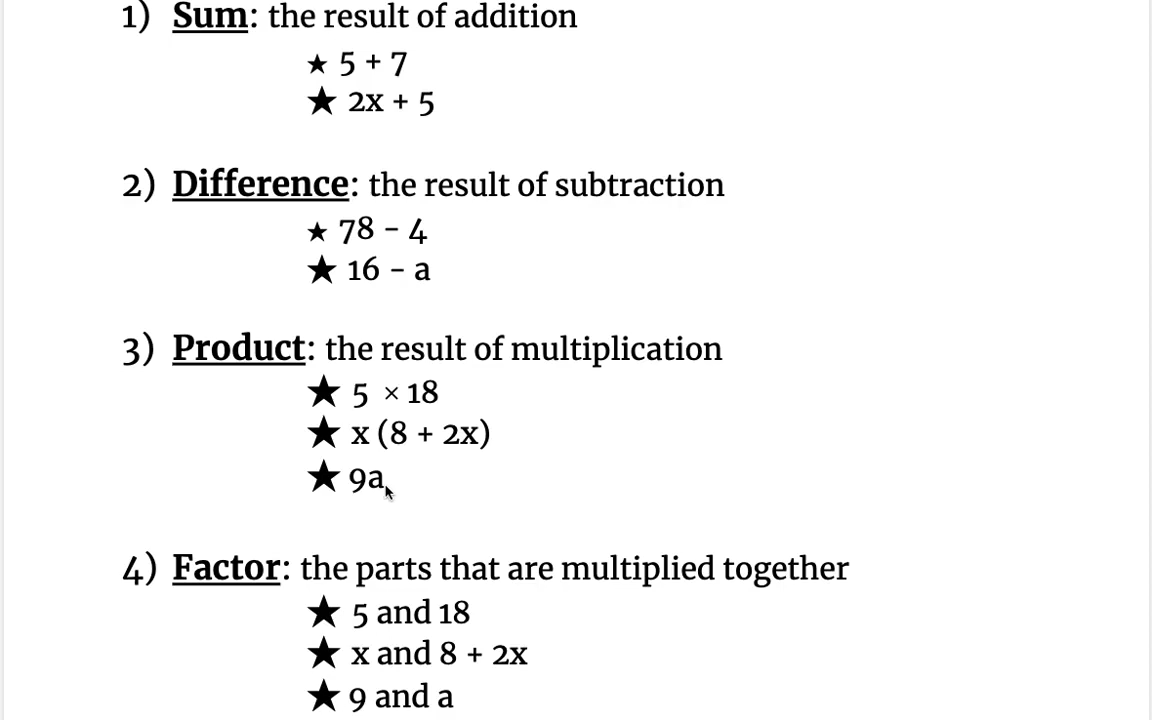 1) Sum: the result of addition
★ 5 + 7
★ 2x + 5
2) Difference: the result of subtraction
★ 78 - 4
★ 16 - a
3) Product: the result of multiplication
★ 5 × 18
★ x (8 + 2x)
★ 9a
4) Factor: the parts that are multiplied together
★ 5 and 18
★ x and 8 + 2x
★ 9 and a